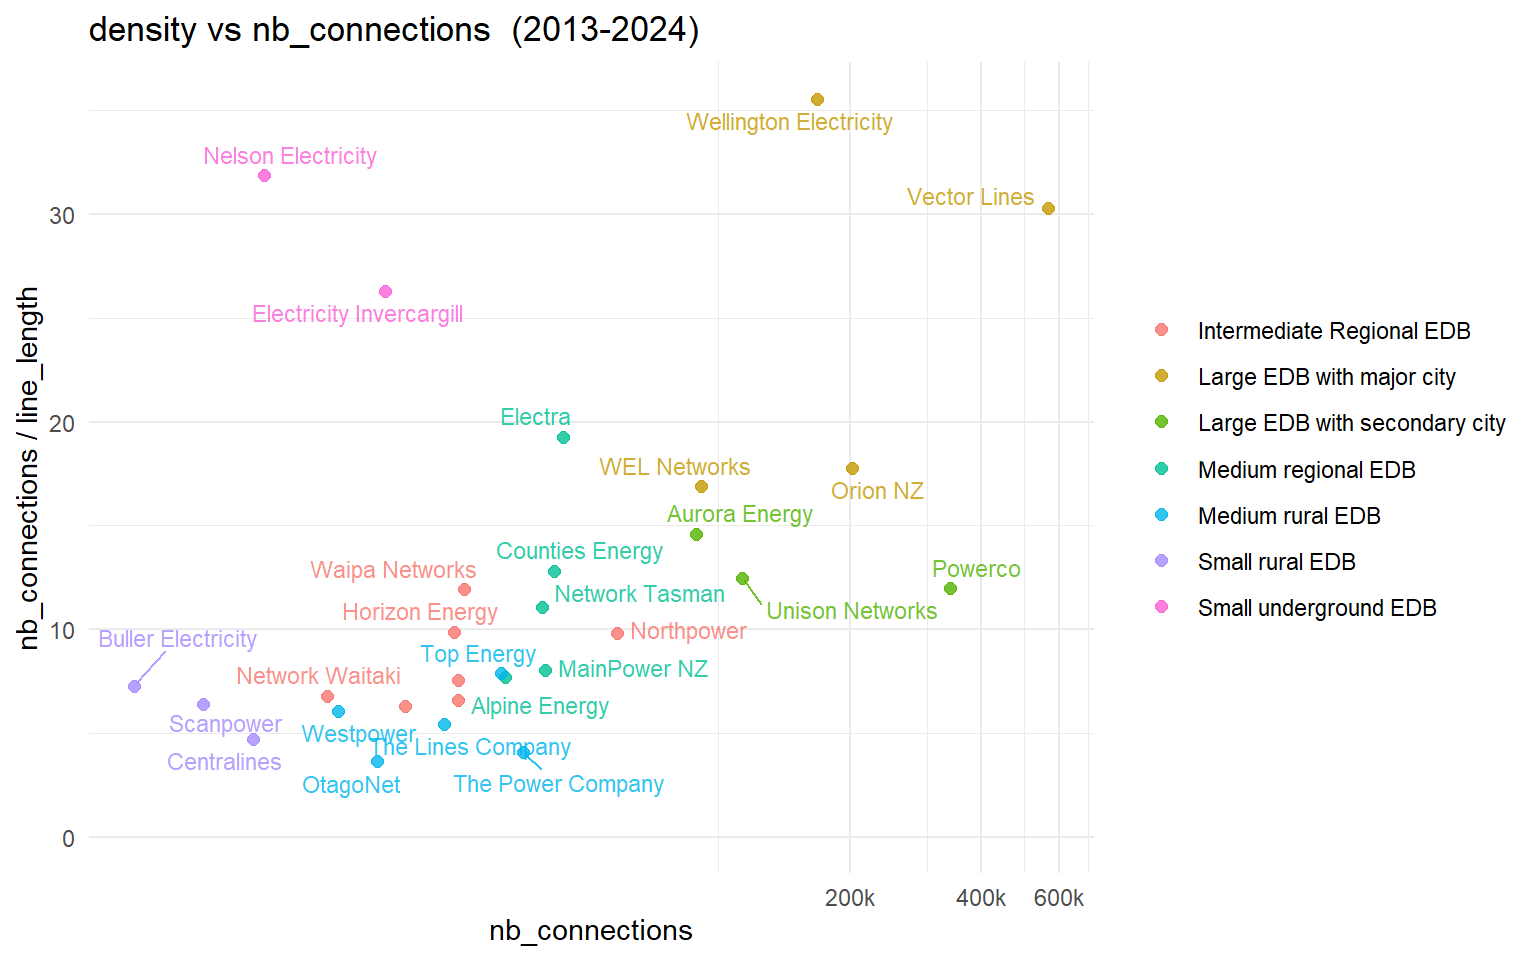 density vs nb_connections  (2013-2024)
Wellington Electricity
Nelson Electricity
Vector Lines
30
Electricity Invercargill
nb_connections / line_length
Intermediate Regional EDB
Large EDB with major city
Large EDB with secondary city
Medium regional EDB
Medium rural EDB
Small rural EDB
Small underground EDB
Electra
20
WEL Networks
Orion NZ
Aurora Energy
Counties Energy
Waipa Networks
Powerco
Network Tasman
Horizon Energy
Unison Networks
10
Northpower
Buller Electricity
Top Energy
MainPower NZ
Network Waitaki
Alpine Energy
Scanpower
Westpower
The Lines Company
Centralines
OtagoNet
The Power Company
0
200k
400k
600k
nb_connections